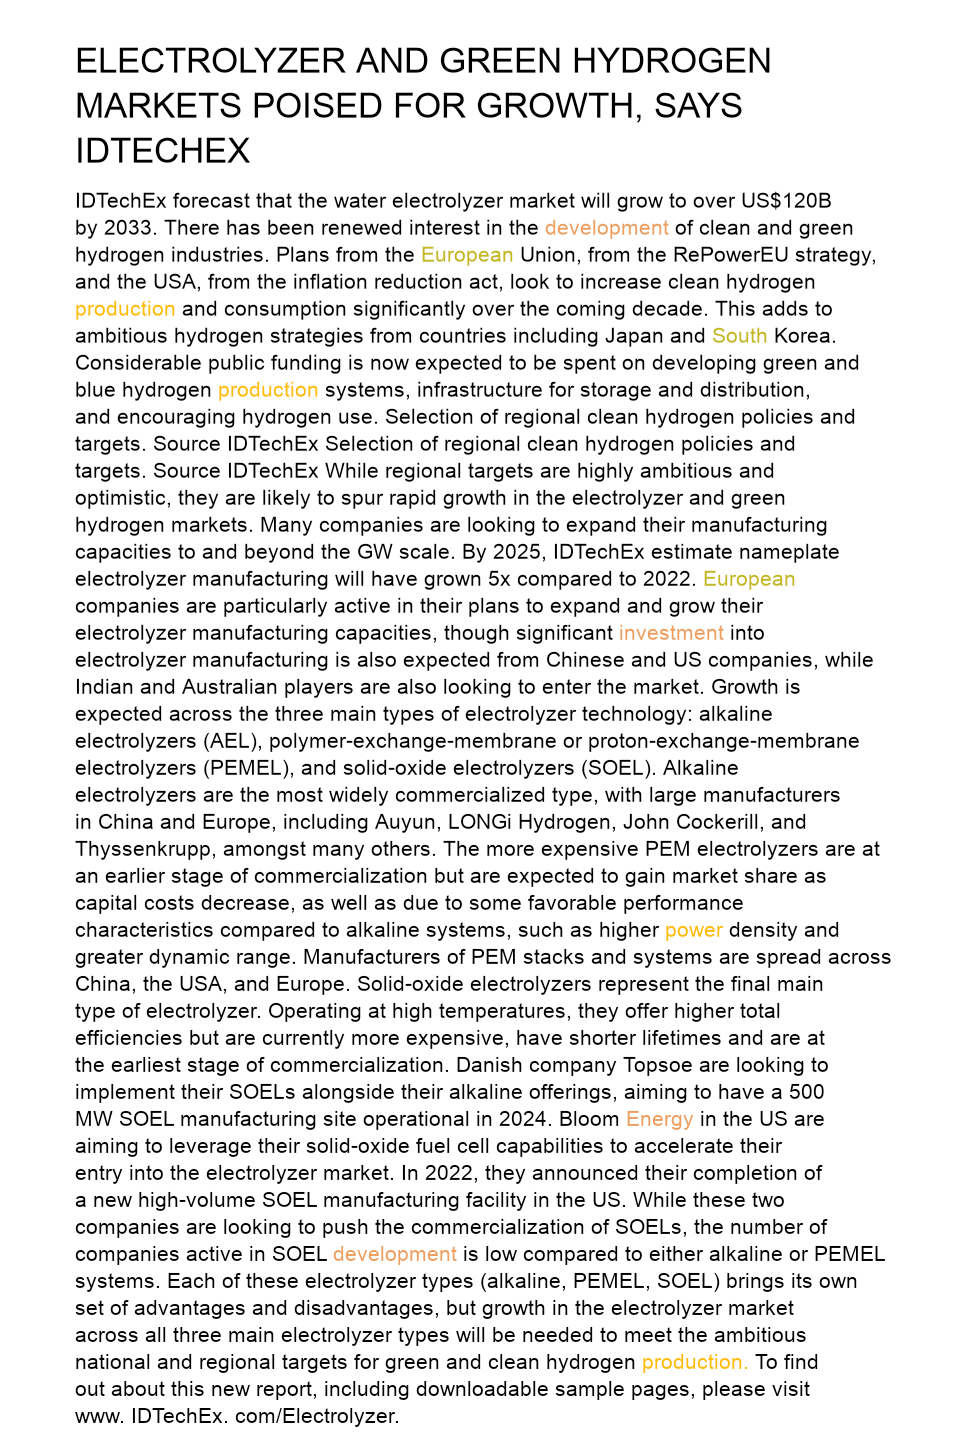 ELECTROLYZER AND GREEN HYDROGEN
MARKETS POISED FOR GROWTH, SAYS
IDTECHEX
IDTechEx forecast that the water electrolyzer market will grow to over US$120B
by 2033. There has been renewed interest in the development of clean and green
hydrogen industries. Plans from the European Union, from the RePowerEU strategy,
and the USA, from the inflation reduction act, look to increase clean hydrogen
production and consumption significantly over the coming decade. This adds to
ambitious hydrogen strategies from countries including Japan and South Korea.
Considerable public funding is now expected to be spent on developing green and
blue hydrogen production systems, infrastructure for storage and distribution,
and encouraging hydrogen use. Selection of regional clean hydrogen policies and
targets. Source IDTechEx Selection of regional clean hydrogen policies and
targets. Source IDTechEx While regional targets are highly ambitious and
optimistic, they are likely to spur rapid growth in the electrolyzer and green
hydrogen markets. Many companies are looking to expand their manufacturing
capacities to and beyond the GW scale. By 2025, IDTechEx estimate nameplate
electrolyzer manufacturing will have grown 5x compared to 2022. European
companies are particularly active in their plans to expand and grow their
electrolyzer manufacturing capacities, though significant investment into
electrolyzer manufacturing is also expected from Chinese and US companies, while
Indian and Australian players are also looking to enter the market. Growth is
expected across the three main types of electrolyzer technology: alkaline
electrolyzers (AEL), polymer-exchange-membrane or proton-exchange-membrane
electrolyzers (PEMEL), and solid-oxide electrolyzers (SOEL). Alkaline
electrolyzers are the most widely commercialized type, with large manufacturers
in China and Europe, including Auyun, LONGi Hydrogen, John Cockerill, and
Thyssenkrupp, amongst many others. The more expensive PEM electrolyzers are at
an earlier stage of commercialization but are expected to gain market share as
capital costs decrease, as well as due to some favorable performance
characteristics compared to alkaline systems, such as higher power density and
greater dynamic range. Manufacturers of PEM stacks and systems are spread across
China, the USA, and Europe. Solid-oxide electrolyzers represent the final main
type of electrolyzer. Operating at high temperatures, they offer higher total
efficiencies but are currently more expensive, have shorter lifetimes and are at
the earliest stage of commercialization. Danish company Topsoe are looking to
implement their SOELs alongside their alkaline offerings, aiming to have a 500
MW SOEL manufacturing site operational in 2024. Bloom Energy in the US are
aiming to leverage their solid-oxide fuel cell capabilities to accelerate their
entry into the electrolyzer market. In 2022, they announced their completion of
a new high-volume SOEL manufacturing facility in the US. While these two
companies are looking to push the commercialization of SOELs, the number of
companies active in SOEL development is low compared to either alkaline or PEMEL
systems. Each of these electrolyzer types (alkaline, PEMEL, SOEL) brings its own
set of advantages and disadvantages, but growth in the electrolyzer market
across all three main electrolyzer types will be needed to meet the ambitious
national and regional targets for green and clean hydrogen production. To find
out about this new report, including downloadable sample pages, please visit
www. IDTechEx. com/Electrolyzer.